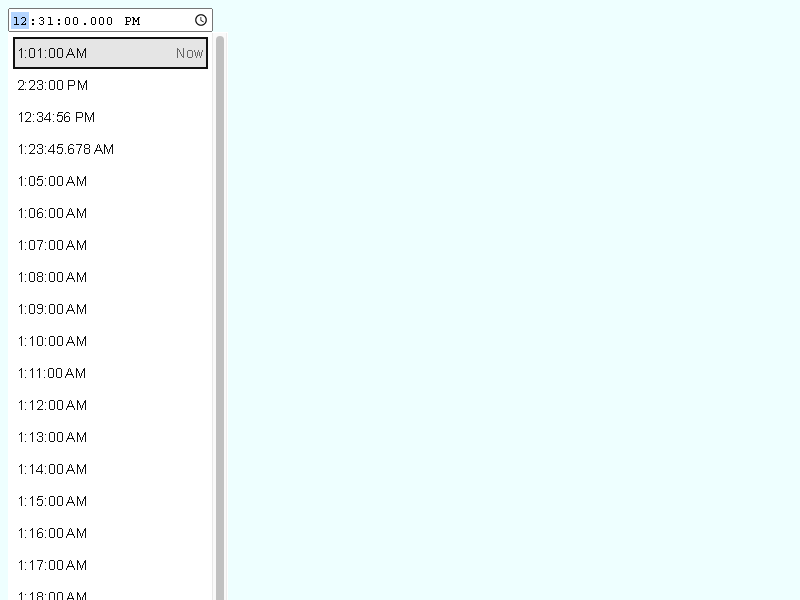 12:31:00.000 PM
1:01:00 AM Now
2:23:00 PM
12:34:56 PM
1:23:45.678 AM
1:05:00 AM
1:06:00 AM
1:07:00 AM
1:08:00 AM
1:09:00 AM
1:10:00 AM
1:11:00 AM
1:12:00 AM
1:13:00 AM
1:14:00 AM
1:15:00 AM
1:16:00 AM
1:17:00 AM
1:18:00 AM